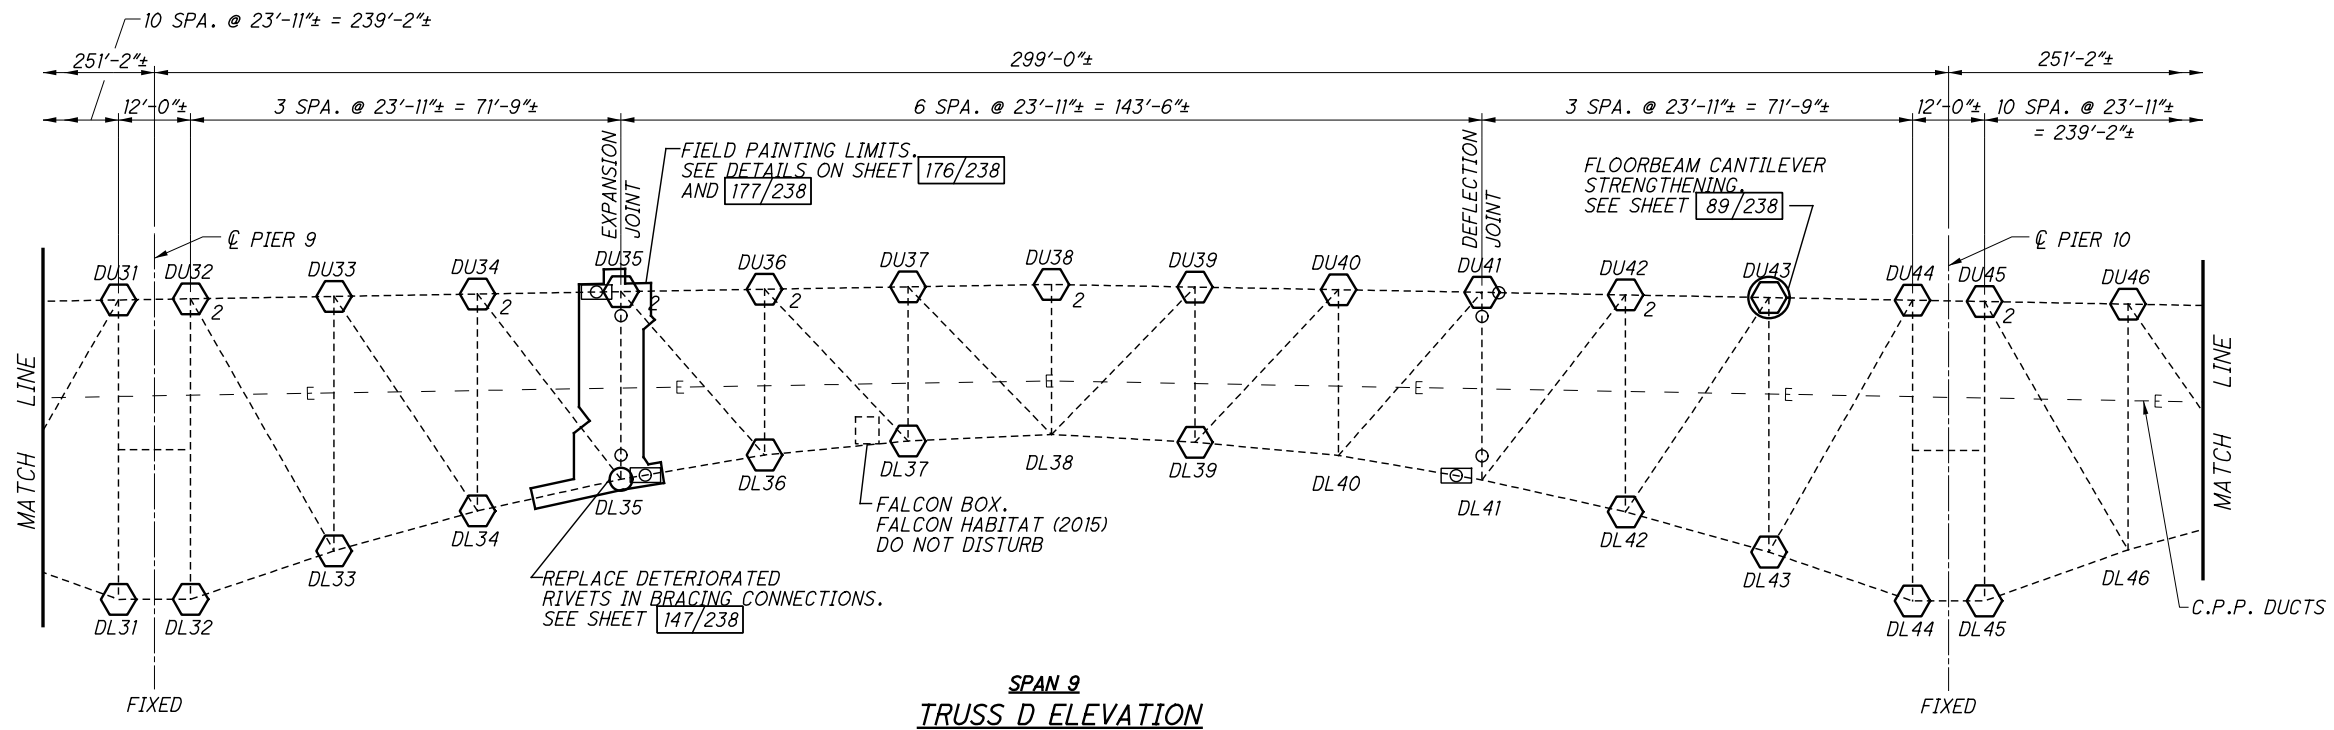 10 SPA. @ 23'-11"± = 239'-2"±
251'-2"±
299'-0"±
251'-2"±
12'-0"±
3 SPA. @ 23'-11"± = 71'-9"±
6 SPA. @ 23'-11"± = 143'-6"±
3 SPA. @ 23'-11"± = 71'-9"±
12'-0"±
10 SPA. @ 23'-11"±
= 239'-2"±
EXPANSION
JOINT
FIELD PAINTING LIMITS.
SEE DETAILS ON SHEET 176/238
AND 177/238
DEFLECTION
JOINT
FLOORBEAM CANTILEVER
STRENGTHENING.
SEE SHEET 89/238
℄ PIER 9
℄ PIER 10
DU31
DU32
DU33
DU34
DU35
DU36
DU37
DU38
DU39
DU40
DU41
DU42
DU43
DU44
DU45
DU46
2
2
2
2
2
2
2
MATCH LINE
E
E
E
E
E
E
MATCH LINE
DL31
DL32
DL33
DL34
DL35
DL36
DL37
DL38
DL39
DL40
DL41
DL42
DL43
DL44
DL45
DL46
FALCON BOX.
FALCON HABITAT (2015)
DO NOT DISTURB
REPLACE DETERIORATED
RIVETS IN BRACING CONNECTIONS.
SEE SHEET 147/238
C.P.P. DUCTS
FIXED
FIXED
SPAN 9
TRUSS D ELEVATION